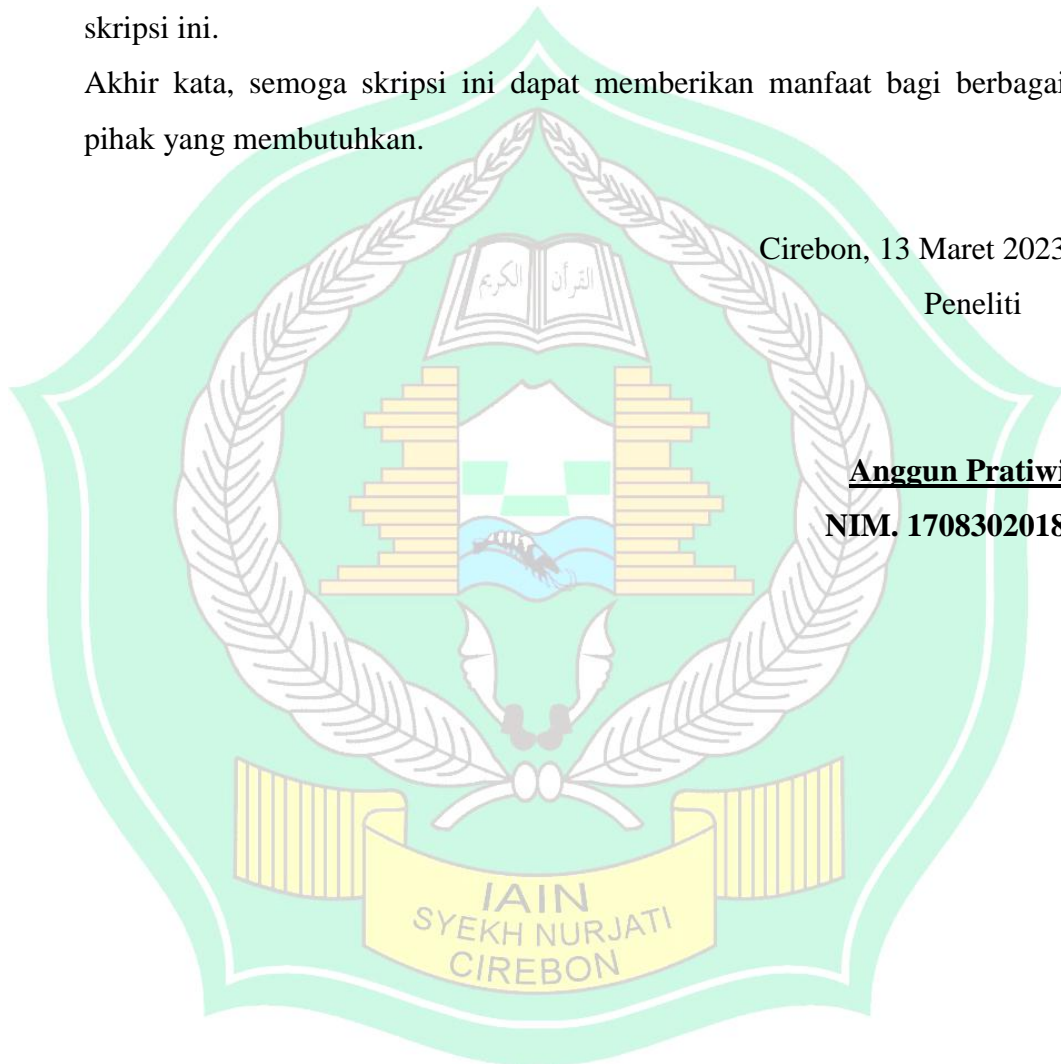 skripsi ini.
Akhir kata, semoga skripsi ini dapat memberikan manfaat bagi berbagai
pihak yang membutuhkan.
Cirebon, 13 Maret 2023
Peneliti
القرآن الكريم
Anggun Pratiwi
NIM. 1708302018
IAIN
SYEKH NURJATI
CIREBON